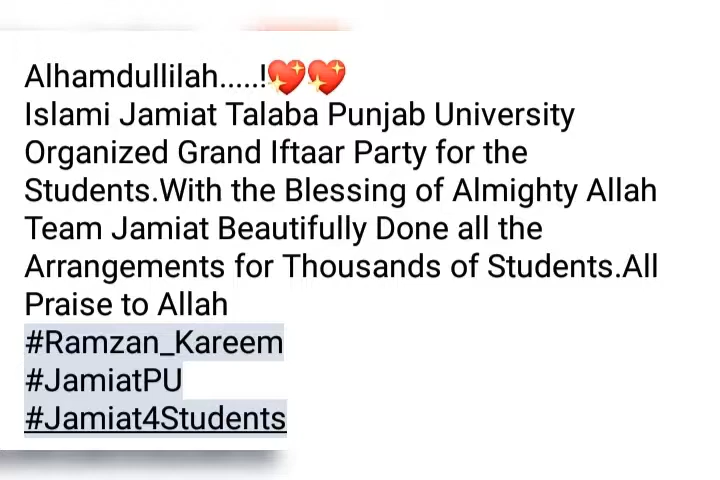 Alhamdullilah.....!💖💖
Islami Jamiat Talaba Punjab University
Organized Grand Iftaar Party for the
Students.With the Blessing of Almighty Allah
Team Jamiat Beautifully Done all the
Arrangements for Thousands of Students.All
Praise to Allah
#Ramzan_Kareem
#JamiatPU
#Jamiat4Students